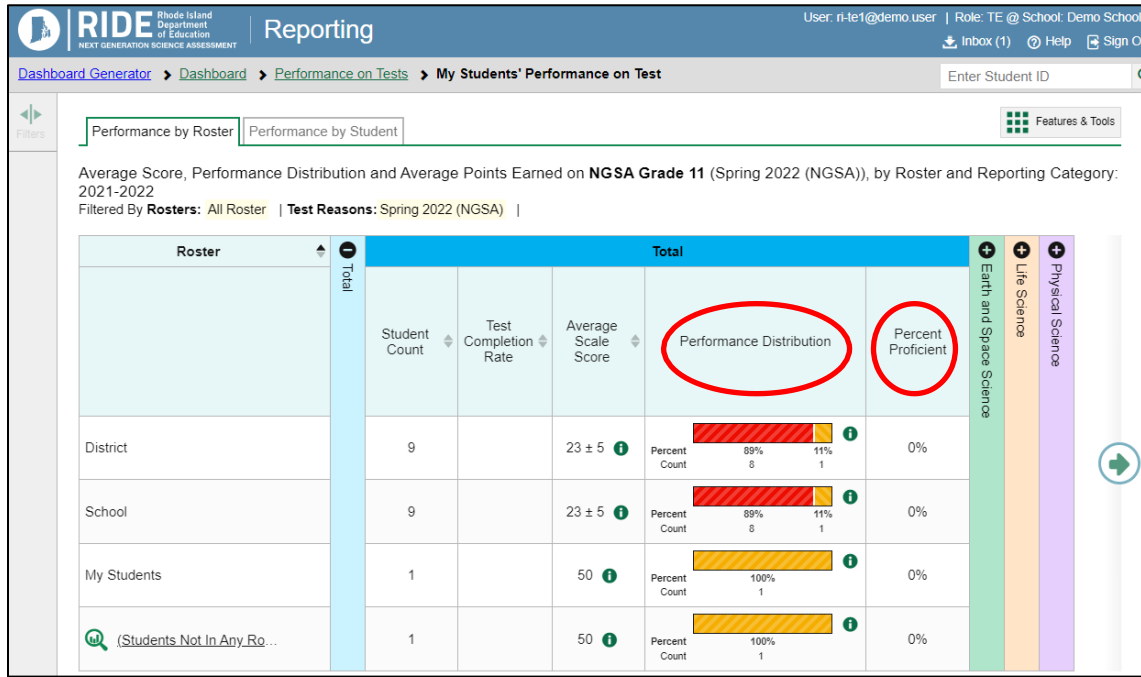 RIDE Rhode Island Department of Education
NEXT GENERATION SCIENCE ASSESSMENT
Reporting
User: ri-te1@demo.user | Role: TE @ School: Demo School
Inbox (1) Help Sign O
Dashboard Generator Dashboard Performance on Tests My Students' Performance on Test
Enter Student ID
Filters
Performance by Roster Performance by Student
Features & Tools
Average Score, Performance Distribution and Average Points Earned on NGSA Grade 11 (Spring 2022 (NGSA)), by Roster and Reporting Category:
2021-2022
Filtered By Rosters: All Roster | Test Reasons: Spring 2022 (NGSA) |
Roster
Total
Total
Student Count
Test Completion Rate
Average Scale Score
Performance Distribution
Percent Proficient
Earth and Space Science
Life Science
Physical Science
District 9 23 ± 5 0%
Percent 89% 11%
Count 8 1
School 9 23 ± 5 0%
Percent 89% 11%
Count 8 1
My Students 1 50 0%
Percent 100%
Count 1
(Students Not In Any Ro... 1 50 0%
Percent 100%
Count 1